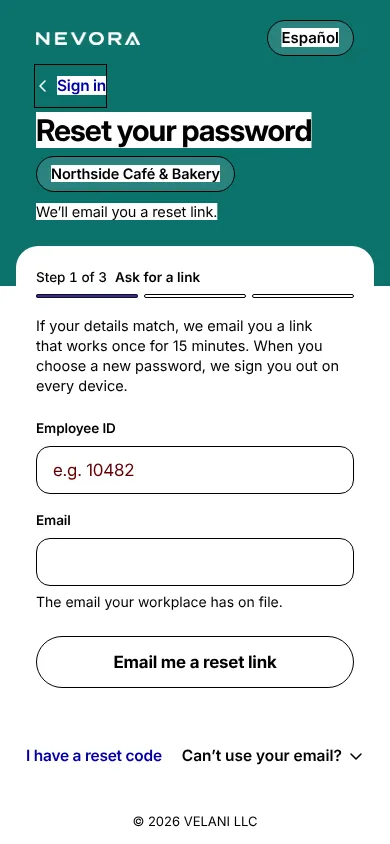 NEVORA
Español
Sign in
Reset your password
Northside Café & Bakery
We’ll email you a reset link.
Step 1 of 3 Ask for a link
If your details match, we email you a link
that works once for 15 minutes. When you
choose a new password, we sign you out on
every device.
Employee ID
e.g. 10482
Email
The email your workplace has on file.
Email me a reset link
I have a reset code
Can’t use your email?
© 2026 VELANI LLC